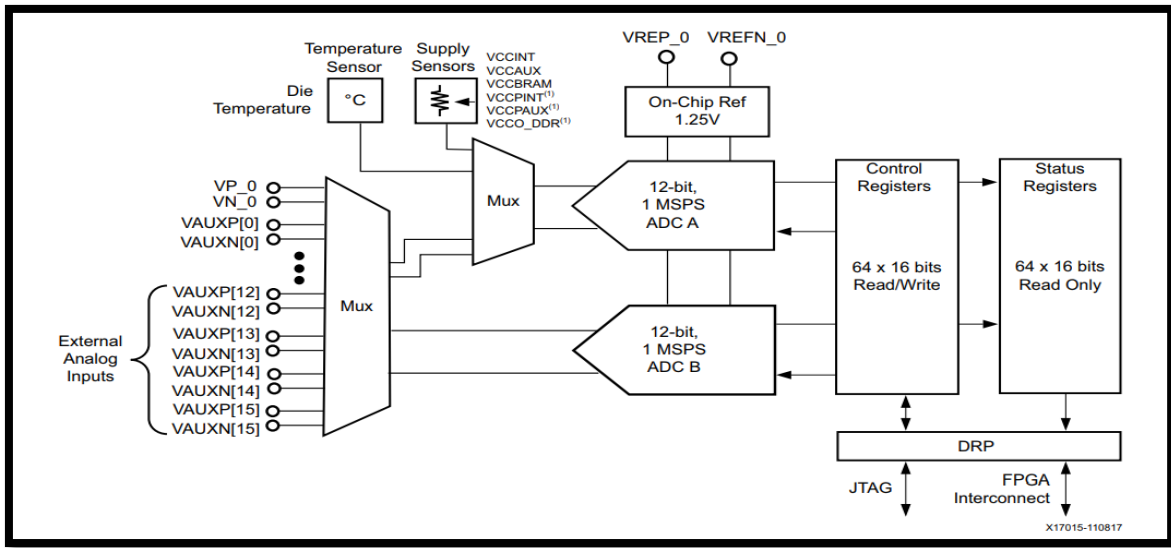 VREP_0 VREFN_0
Temperature
Sensor
Supply
Sensors
VCCINT
VCCAUX
VCCBRAM
VCCPINT(1)
VCCPAUX(1)
VCCO_DDR(1)
Die
Temperature
°C
On-Chip Ref
1.25V
VP_0
VN_0
VAUXP[0]
VAUXN[0]
VAUXP[12]
VAUXN[12]
VAUXP[13]
VAUXN[13]
VAUXP[14]
VAUXN[14]
VAUXP[15]
VAUXN[15]
External
Analog
Inputs
Mux
Mux
12-bit,
1 MSPS
ADC A
12-bit,
1 MSPS
ADC B
Control
Registers
64 x 16 bits
Read/Write
Status
Registers
64 x 16 bits
Read Only
DRP
JTAG
FPGA
Interconnect
X17015-110817